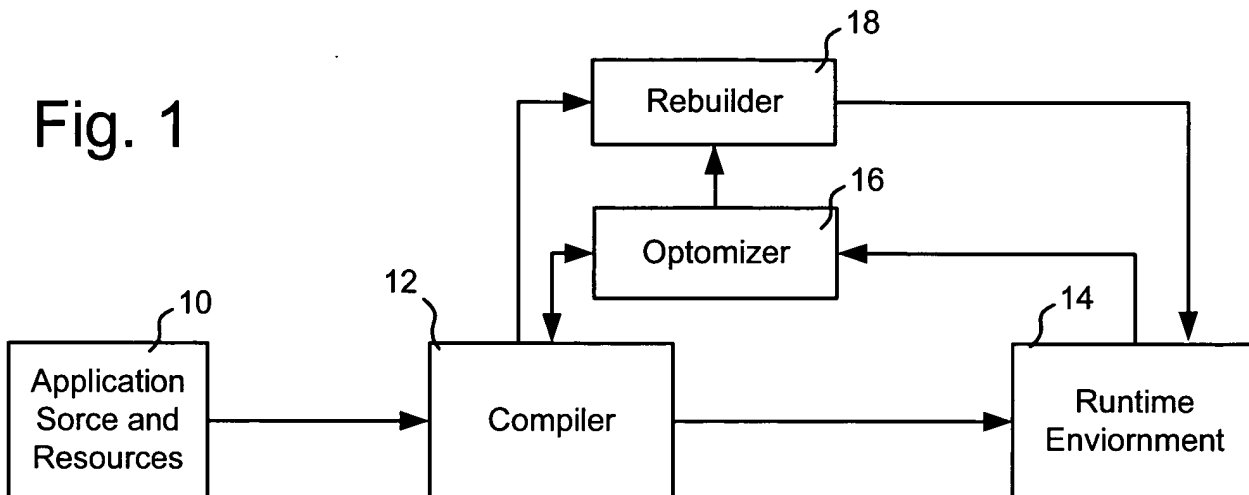 Fig. 1
18
Rebuilder
16
Optomizer
10
12
14
Application
Sorce and
Resources
Compiler
Runtime
Enviornment